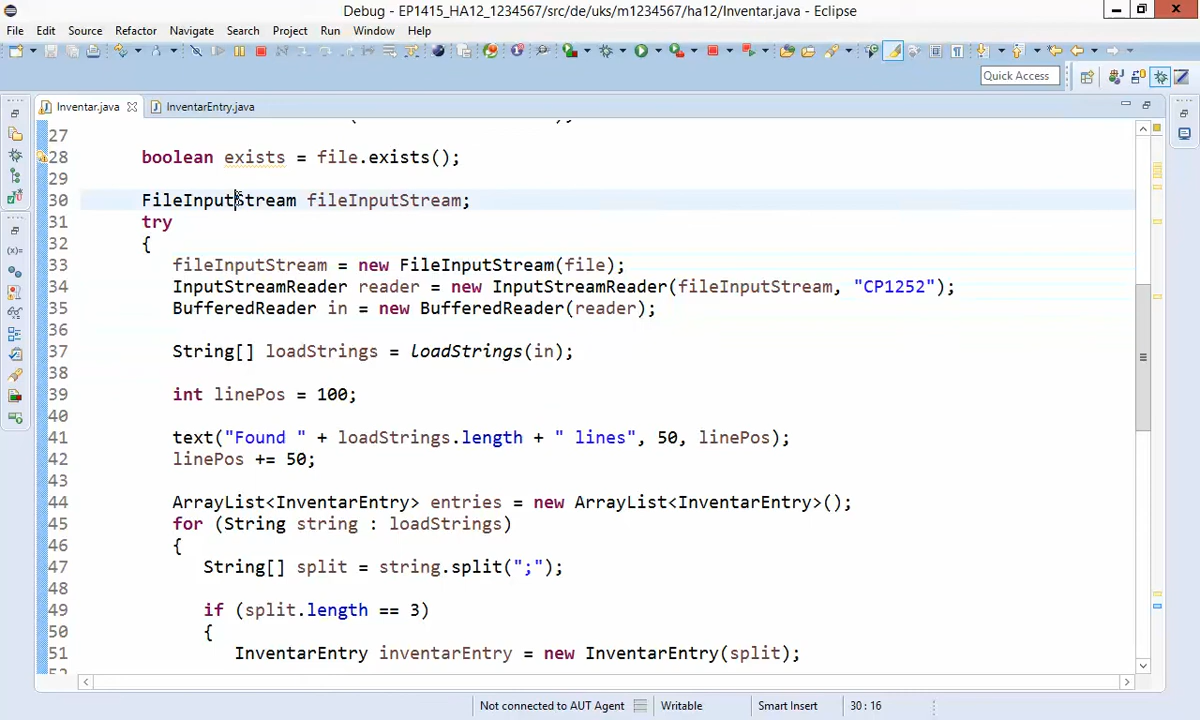 Debug - EP1415_HA12_1234567/src/de/uks/m1234567/ha12/Inventar.java - Eclipse
File Edit Source Refactor Navigate Search Project Run Window Help
Quick Access
Inventar.java InventarEntry.java
27
28 boolean exists = file.exists();
29
30 FileInputStream fileInputStream;
31 try
32 {
33 fileInputStream = new FileInputStream(file);
34 InputStreamReader reader = new InputStreamReader(fileInputStream, "CP1252");
35 BufferedReader in = new BufferedReader(reader);
36
37 String[] loadStrings = loadStrings(in);
38
39 int linePos = 100;
40
41 text("Found " + loadStrings.length + " lines", 50, linePos);
42 linePos += 50;
43
44 ArrayList<InventarEntry> entries = new ArrayList<InventarEntry>();
45 for (String string : loadStrings)
46 {
47 String[] split = string.split(";");
48
49 if (split.length == 3)
50 {
51 InventarEntry inventarEntry = new InventarEntry(split);
Not connected to AUT Agent Writable Smart Insert 30 : 16